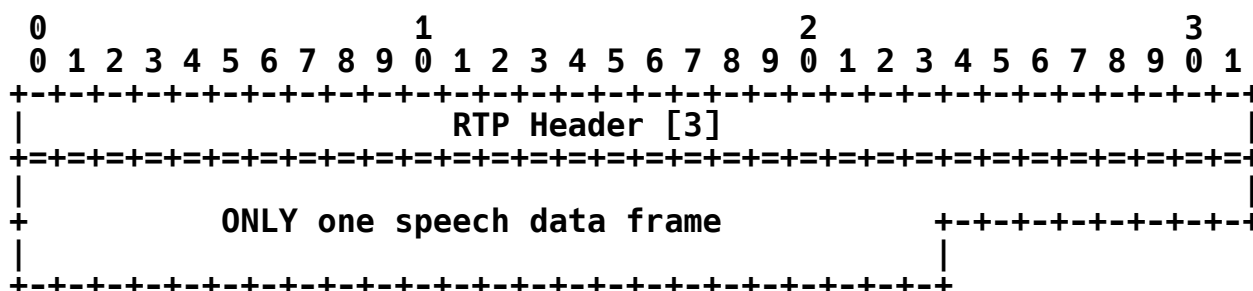 0                   1                   2                   3
 0 1 2 3 4 5 6 7 8 9 0 1 2 3 4 5 6 7 8 9 0 1 2 3 4 5 6 7 8 9 0 1
+-+-+-+-+-+-+-+-+-+-+-+-+-+-+-+-+-+-+-+-+-+-+-+-+-+-+-+-+-+-+-+-+
|                      RTP Header [3]                           |
+=+=+=+=+=+=+=+=+=+=+=+=+=+=+=+=+=+=+=+=+=+=+=+=+=+=+=+=+=+=+=+=+
|                                                               |
+          ONLY one speech data frame           +-+-+-+-+-+-+-+-+
|                                               |
+-+-+-+-+-+-+-+-+-+-+-+-+-+-+-+-+-+-+-+-+-+-+-+-+